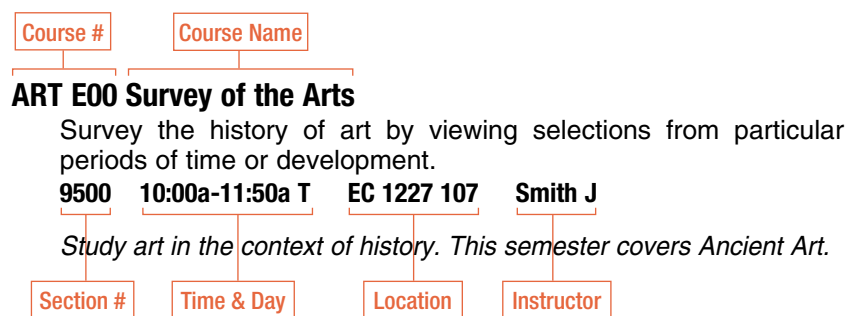 Course # Course Name
ART E00 Survey of the Arts
Survey the history of art by viewing selections from particular
periods of time or development.
9500 10:00a-11:50a T EC 1227 107 Smith J
Study art in the context of history. This semester covers Ancient Art.
Section # Time & Day Location Instructor